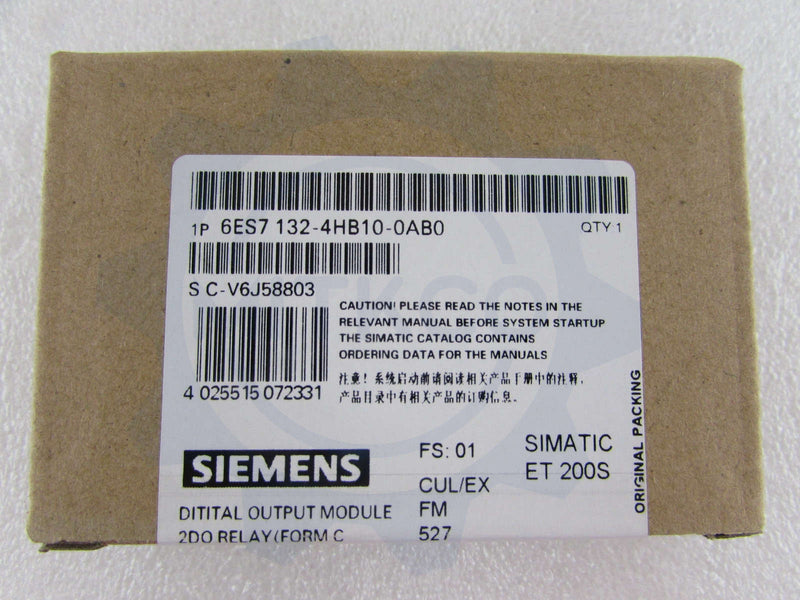 1P 6ES7 132-4HB10-0AB0 QTY 1
S C-V6J58803
CAUTION! PLEASE READ THE NOTES IN THE
RELEVANT MANUAL BEFORE SYSTEM STARTUP
THE SIMATIC CATALOG CONTAINS
ORDERING DATA FOR THE MANUALS
注意！系统启动前请阅读相关产品手册中的注释，
产品目录中有相关产品的订购信息。
4 025515 072331
ORIGINAL PACKING
SIEMENS
FS: 01
SIMATIC
ET 200S
CUL/EX
FM
527
DITITAL OUTPUT MODULE
2DO RELAY(FORM C